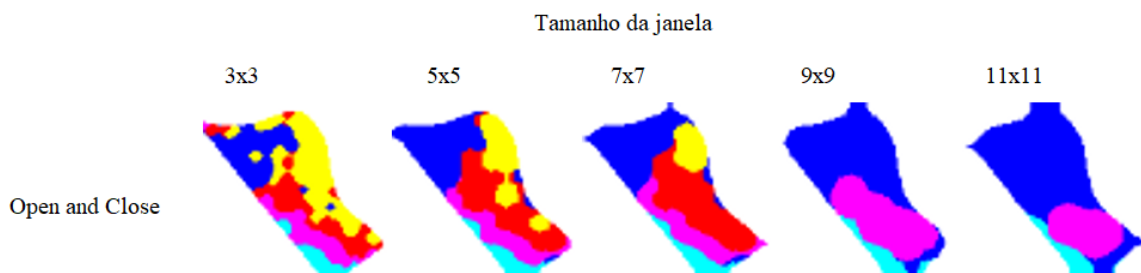 Tamanho da janela
3x3 5x5 7x7 9x9 11x11
Open and Close